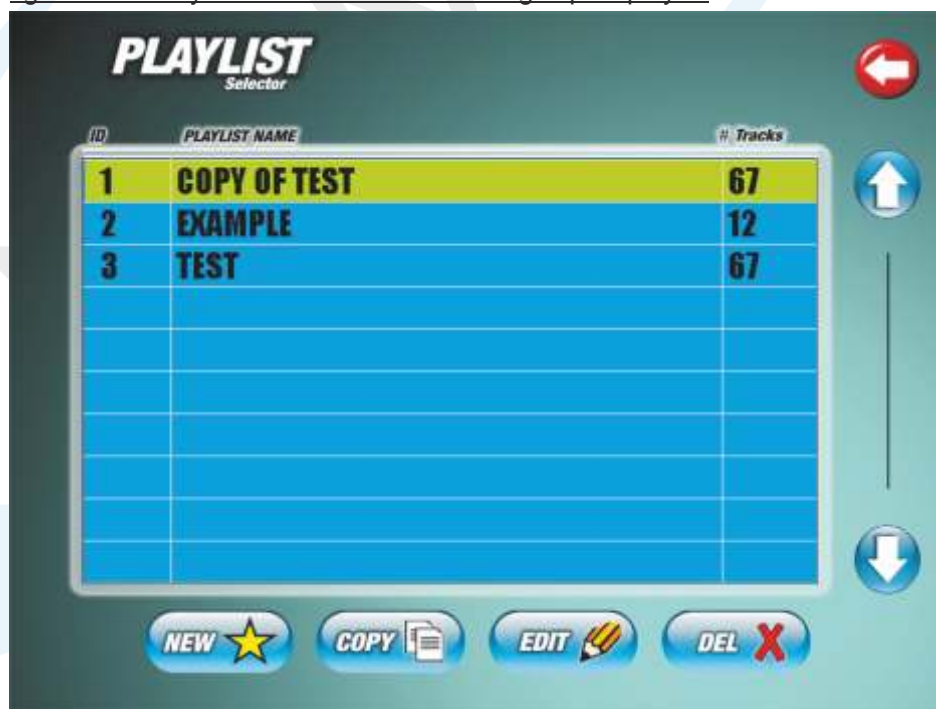 PLAYLIST
Selector
ID PLAYLIST NAME # Tracks
1 COPY OF TEST 67
2 EXAMPLE 12
3 TEST 67
NEW COPY EDIT DEL